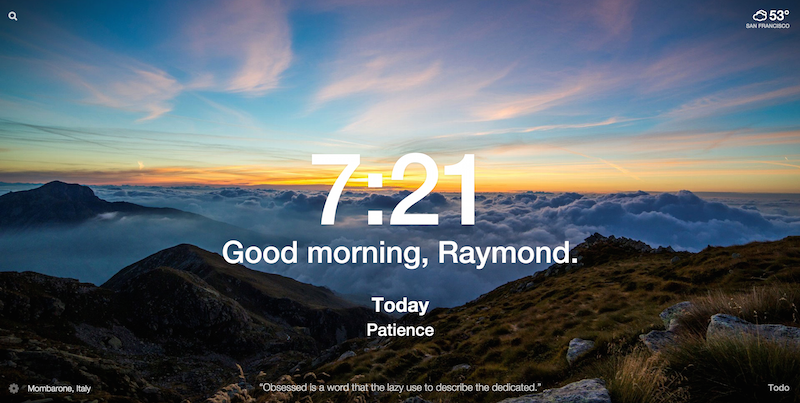 53°
SAN FRANCISCO
7:21
Good morning, Raymond.
Today
Patience
Mombarone, Italy
“Obsessed is a word that the lazy use to describe the dedicated.”
Todo